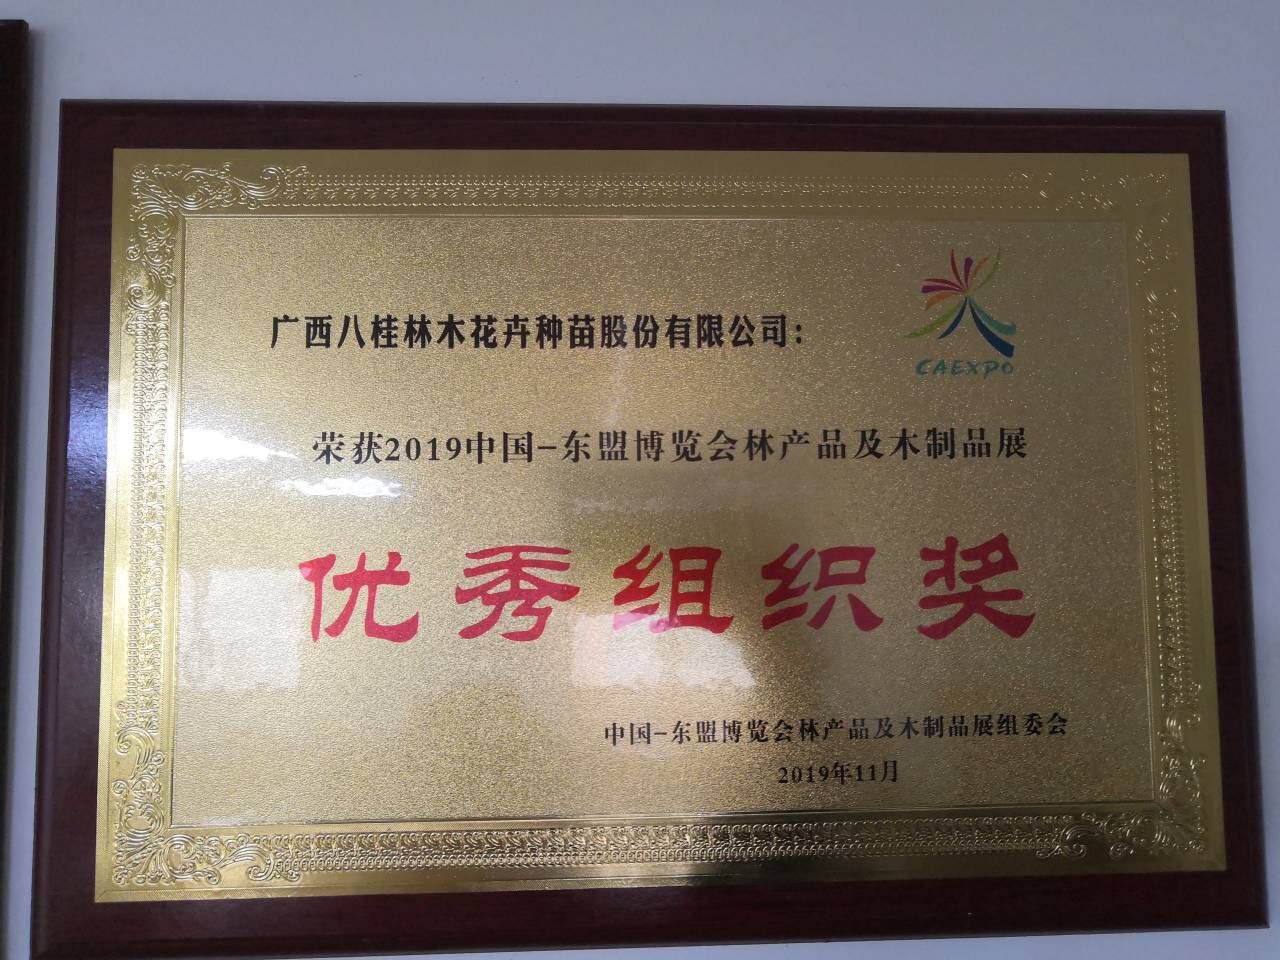 CAEXPO
广西八桂林木花卉种苗股份有限公司：
荣获2019中国-东盟博览会林产品及木制品展
优秀组织奖
中国-东盟博览会林产品及木制品展组委会
2019年11月